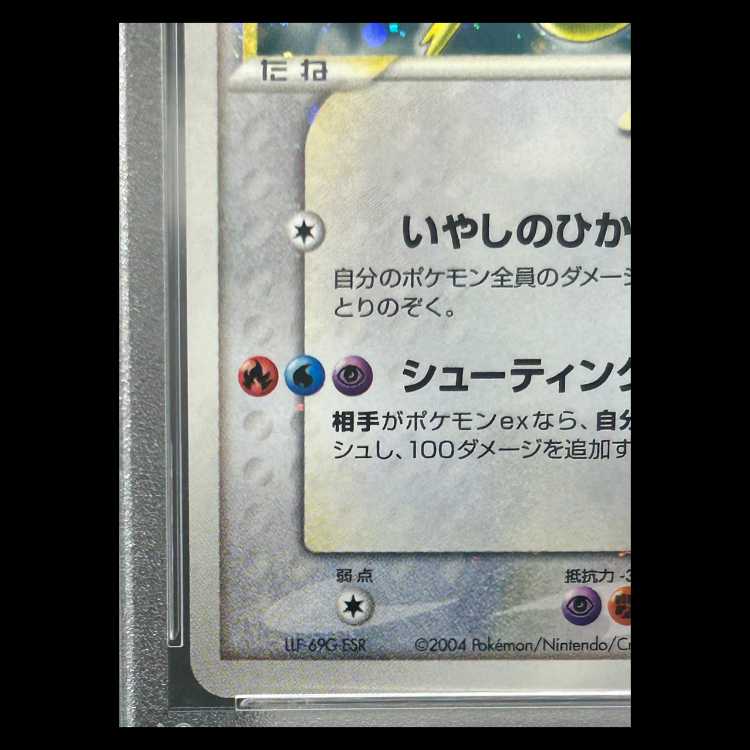 たね
いやしのひか
自分のポケモン全員のダメー
とりのぞく。
シューティング
相手がポケモンexなら、自分
シュし、100ダメージを追加す
弱点
抵抗力 -3
LLF 69G ESR
©2004 Pokémon/Nintendo/Cr